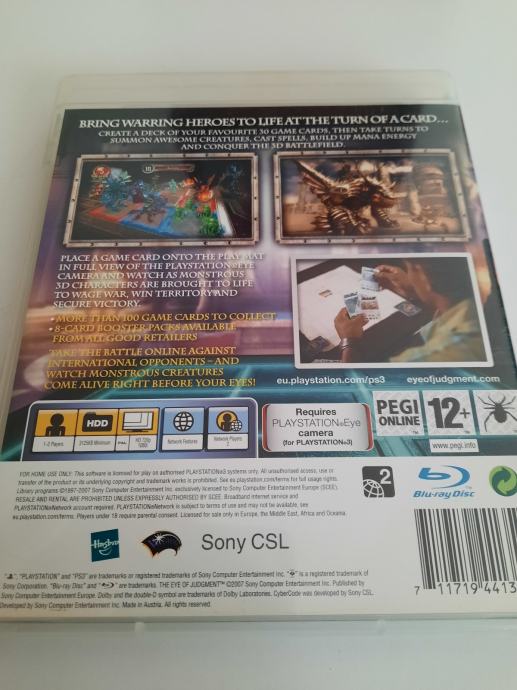 BRING WARRING HEROES TO LIFE AT THE TURN OF A CARD...
CREATE A DECK OF YOUR FAVOURITE 30 GAME CARDS, THEN TAKE TURNS TO
SUMMON AWESOME CREATURES, CAST SPELLS, BUILD UP MANA ENERGY
AND CONQUER THE 3D BATTLEFIELD.
PLACE A GAME CARD ONTO THE PLAY MAT
IN FULL VIEW OF THE PLAYSTATION®EYE
CAMERA AND WATCH AS MONSTROUS
3D CHARACTERS ARE BROUGHT TO LIFE
TO WAGE WAR, WIN TERRITORY AND
SECURE VICTORY.
• MORE THAN 100 GAME CARDS TO COLLECT
• 8-CARD BOOSTER PACKS AVAILABLE
FROM ALL GOOD RETAILERS
TAKE THE BATTLE ONLINE AGAINST
INTERNATIONAL OPPONENTS – AND
WATCH MONSTROUS CREATURES
COME ALIVE RIGHT BEFORE YOUR EYES!
eu.playstation.com/ps3 eyeofjudgment.com
HDD
1-2 Players
Minimum
PAL
HD 720p
Network Features
Network Players
2
Requires
PLAYSTATION®Eye
camera
(for PLAYSTATION®3)
PEGI
ONLINE
12+
www.pegi.info
FOR HOME USE ONLY: This software is licensed for play on authorised PLAYSTATION®3 systems only. All unauthorised access, use or
transfer of the product or its underlying copyright and trademark works is prohibited. See eu.playstation.com/terms for full usage rights.
Library programs ©1997-2007 Sony Computer Entertainment Inc. exclusively licensed to Sony Computer Entertainment Europe (SCEE).
RESALE AND RENTAL ARE PROHIBITED UNLESS EXPRESSLY AUTHORISED BY SCEE. Broadband internet service and
PLAYSTATION®Network account required. PLAYSTATION®Network is subject to terms of use and may not be available, see
eu.playstation.com/terms. Players under 18 require parental consent. Licensed for sale only in Europe, the Middle East, Africa and Oceania.
2
Blu-ray Disc
Hasbro
Sony CSL
"PLAYSTATION" and "PS3" are trademarks or registered trademarks of Sony Computer Entertainment Inc. is a registered trademark of
Sony Corporation. "Blu-ray Disc" and are trademarks. THE EYE OF JUDGMENT™ ©2007 Sony Computer Entertainment Inc. Published by
Sony Computer Entertainment Europe. Dolby and the double-D symbol are trademarks of Dolby Laboratories. CyberCode was developed by Sony CSL.
Developed by Sony Computer Entertainment Inc. Made in Austria. All rights reserved.
7 11719 4413